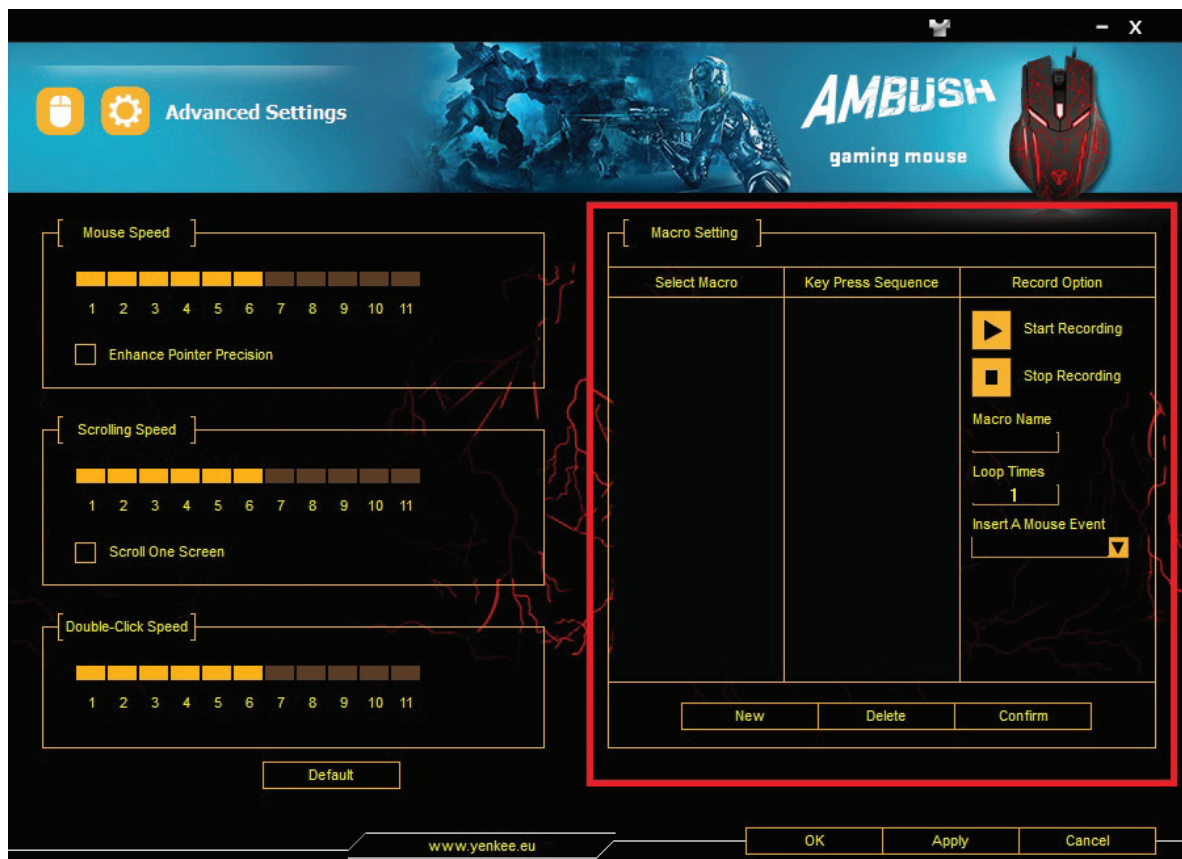 X
Advanced Settings
AMBUSH
gaming mouse
Mouse Speed
1 2 3 4 5 6 7 8 9 10 11
Enhance Pointer Precision
Scrolling Speed
1 2 3 4 5 6 7 8 9 10 11
Scroll One Screen
Double-Click Speed
1 2 3 4 5 6 7 8 9 10 11
Default
Macro Setting
Select Macro Key Press Sequence Record Option
Start Recording
Stop Recording
Macro Name
Loop Times
1
Insert A Mouse Event
New Delete Confirm
www.yenkee.eu
OK Apply Cancel